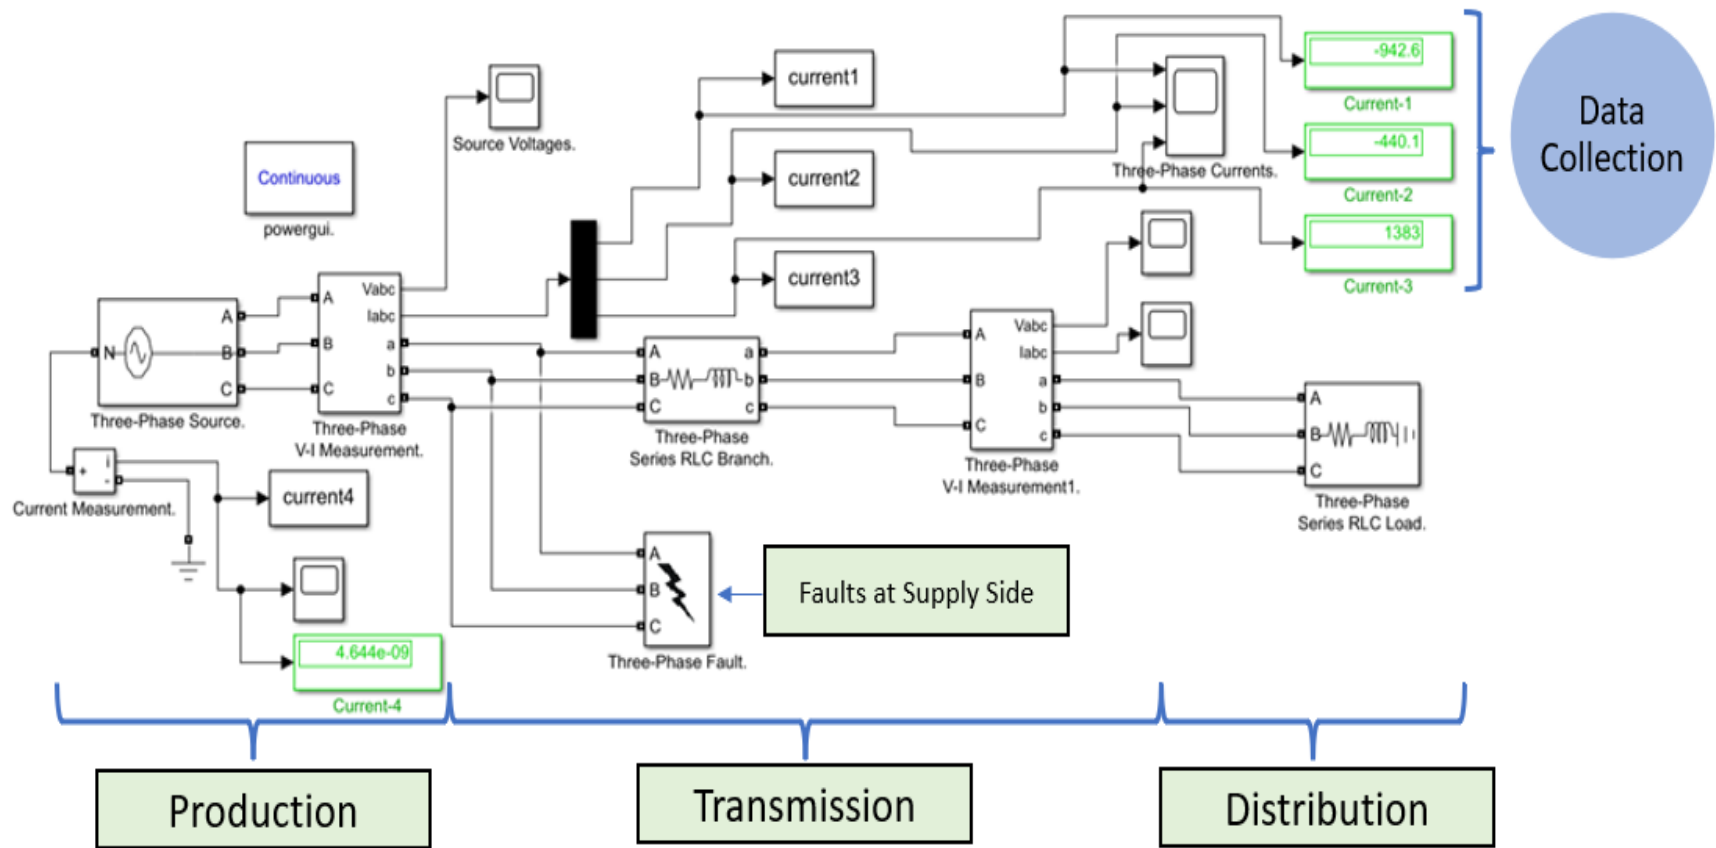 current1
-942.6
Current-1
Data
Collection
Source Voltages.
Continuous
powergui.
current2
Three-Phase Currents.
-440.1
Current-2
current3
1383
Current-3
N
A
B
C
Three-Phase Source.
A
B
C
Vabc
Iabc
a
b
c
Three-Phase
V-I Measurement.
A
B
C
a
b
c
Three-Phase
Series RLC Branch.
A
B
C
Vabc
Iabc
a
b
c
Three-Phase
V-I Measurement1.
A
B
C
Three-Phase
Series RLC Load.
+
i
-
Current Measurement.
current4
4.644e-09
Current-4
A
B
C
Three-Phase Fault.
Faults at Supply Side
Production
Transmission
Distribution